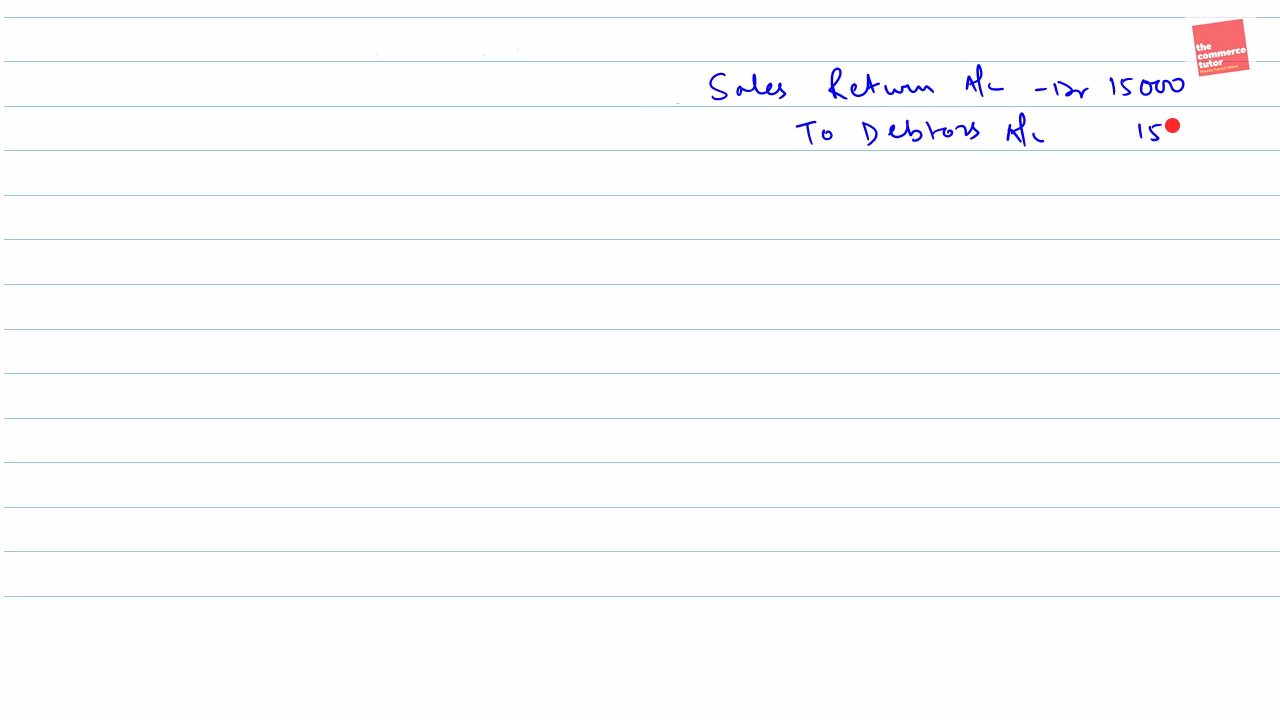 the
commerce
tutor
Sales Return A/c -Dr 15000
To Debtors A/c 15